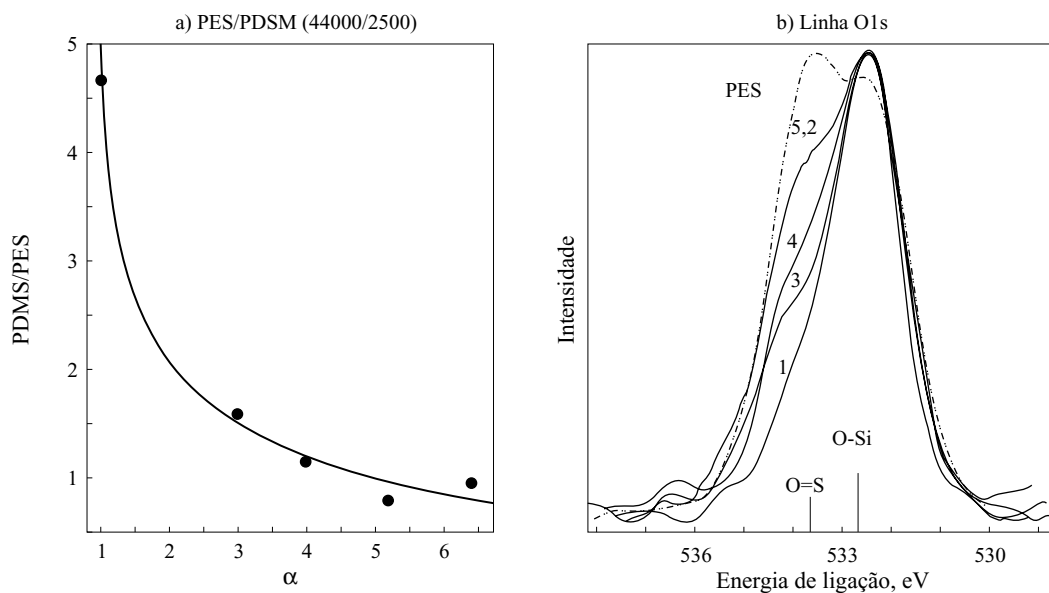 a) PES/PDSM (44000/2500)
5
4
3
2
1
PDMS/PES
1 2 3 4 5 6
α
b) Linha O1s
PES
5,2
4
3
1
O-Si
O=S
Intensidade
536 533 530
Energia de ligação, eV